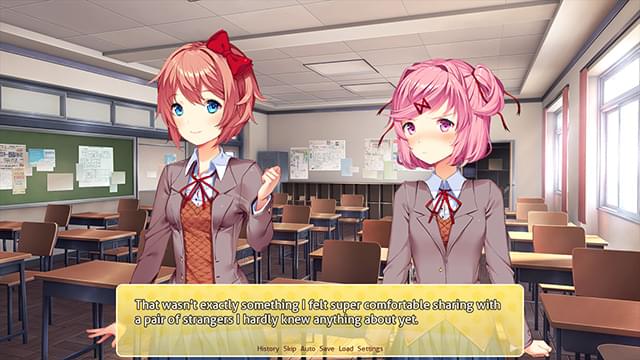 That wasn't exactly something I felt super comfortable sharing with
a pair of strangers I hardly knew anything about yet.
History Skip Auto Save Load Settings